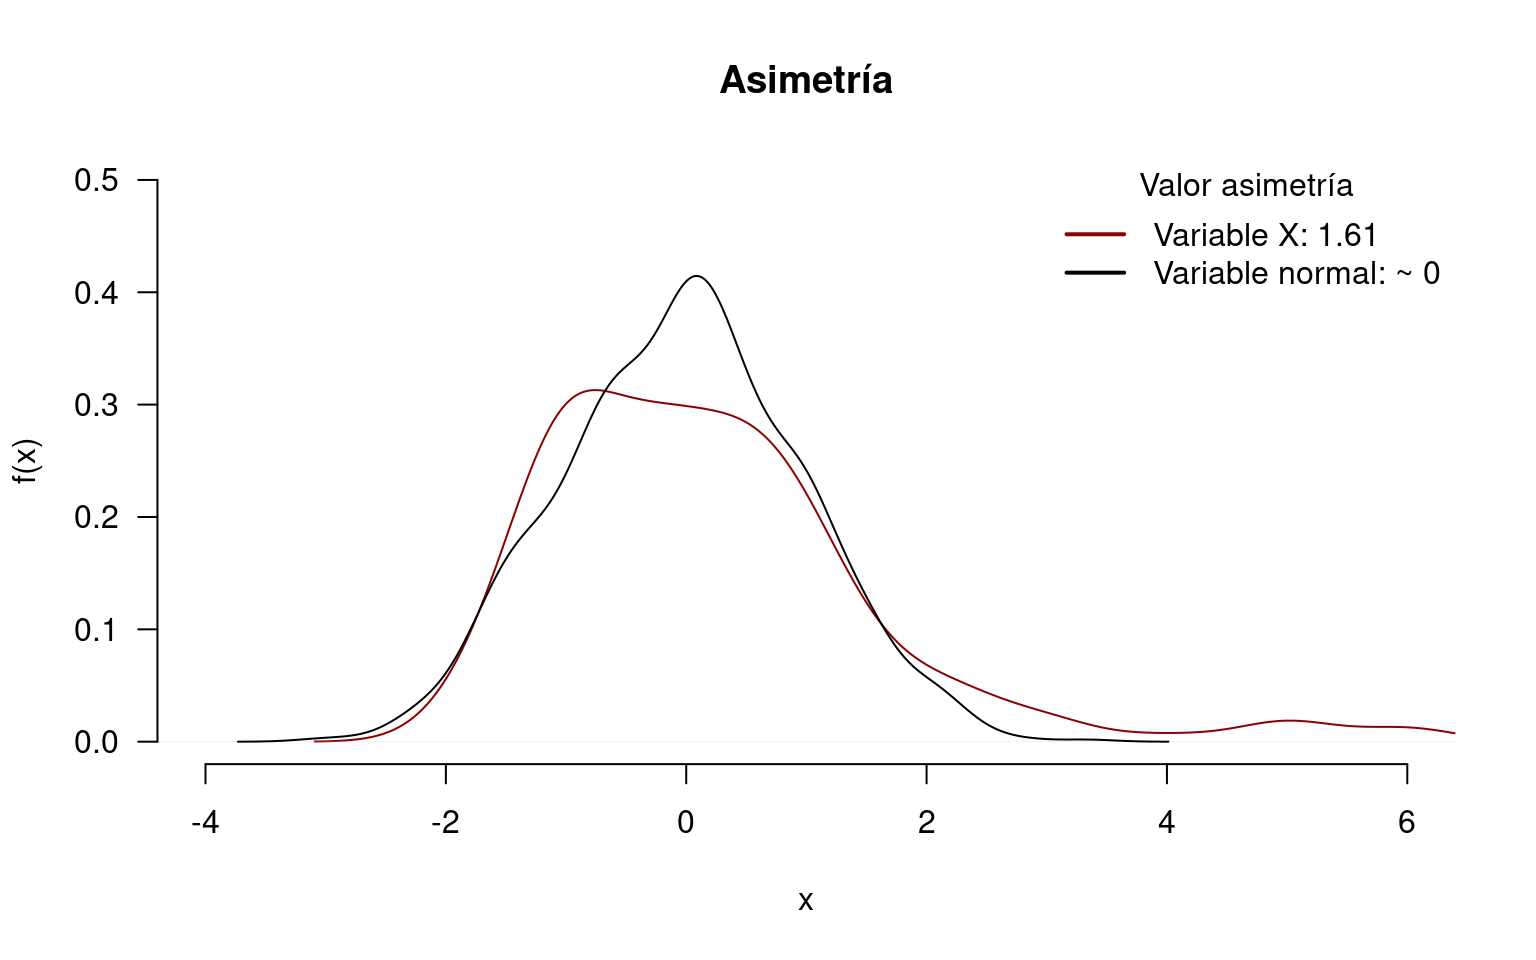 Asimetría
Valor asimetría
Variable X: 1.61
Variable normal: ~ 0
f(x)
0.5
0.4
0.3
0.2
0.1
0.0
-4 -2 0 2 4 6
x